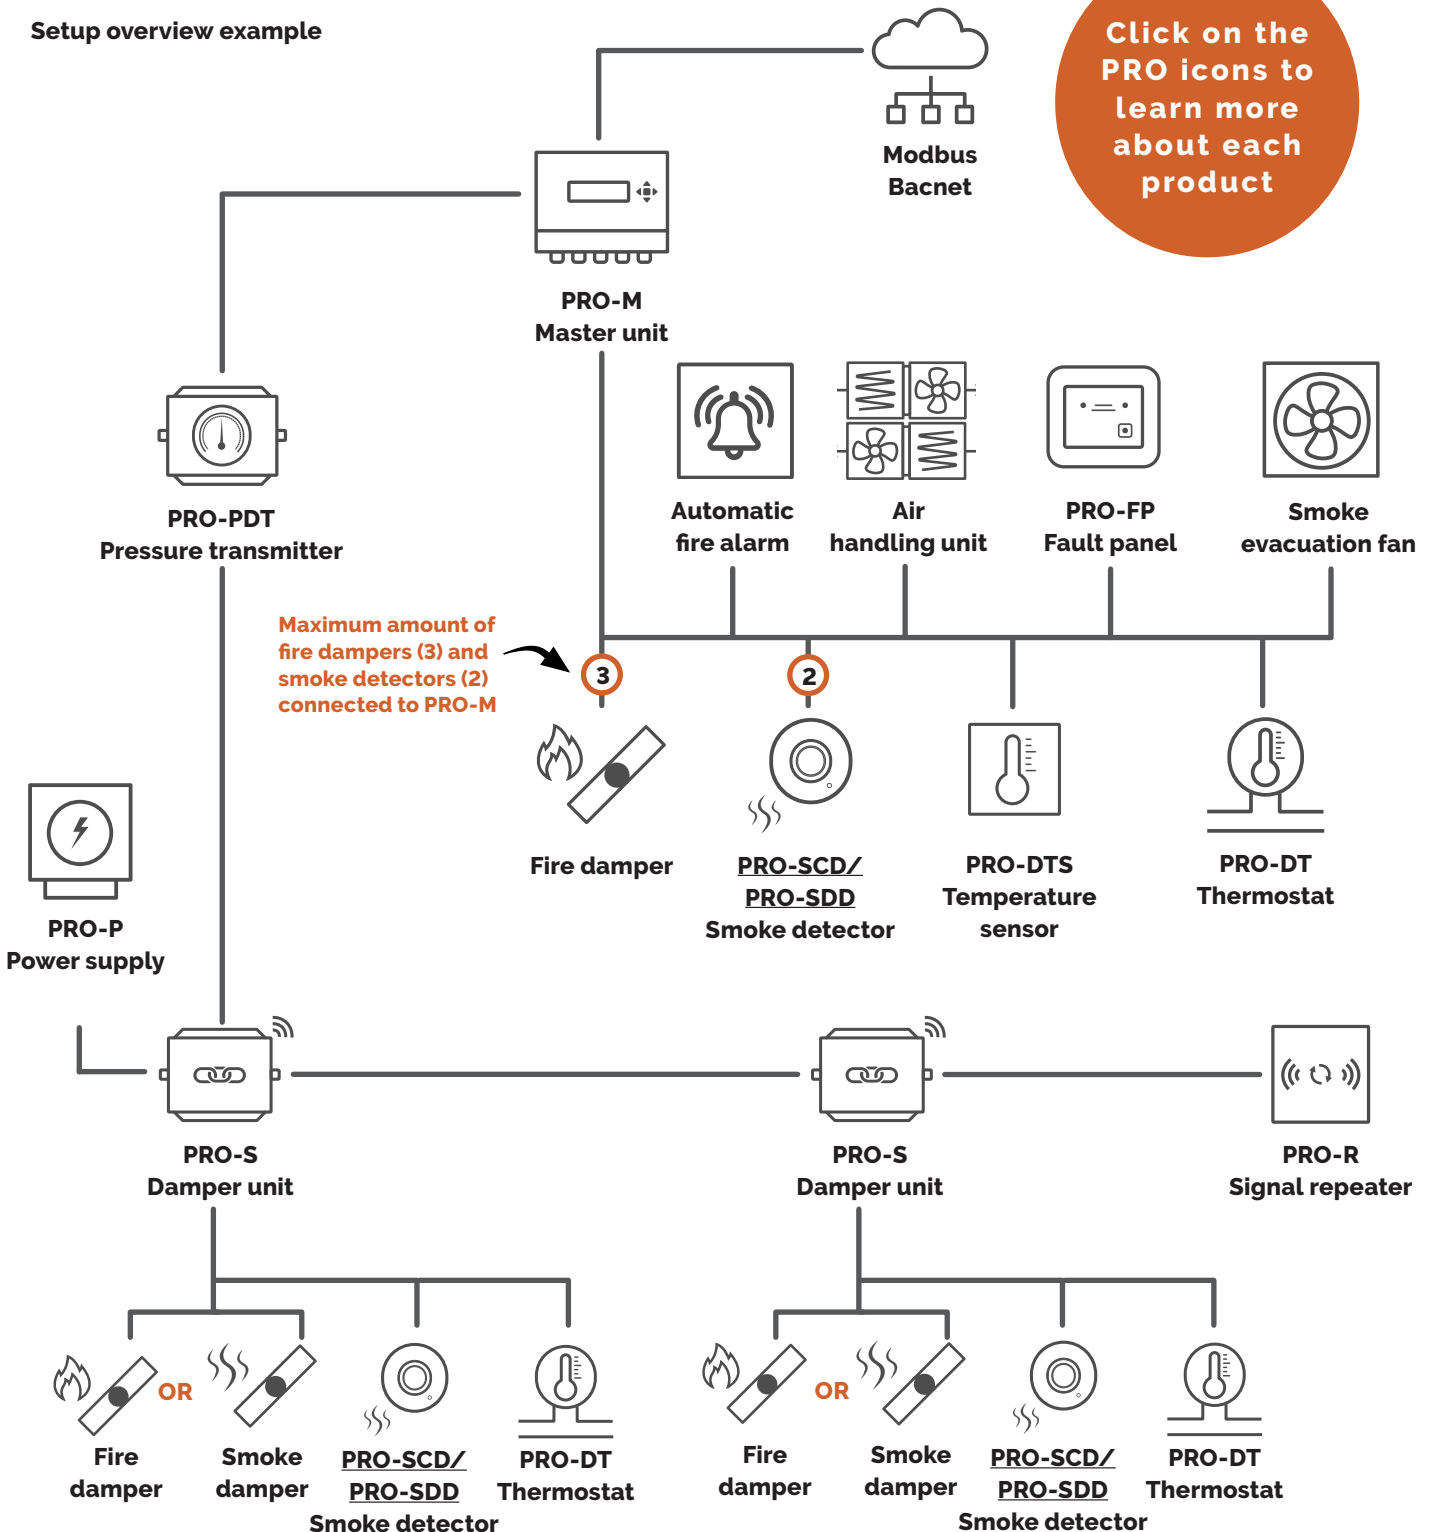 Setup overview example
Click on the
PRO icons to
learn more
about each
product
Modbus
Bacnet
PRO-M
Master unit
PRO-PDT
Pressure transmitter
Automatic
fire alarm
Air
handling unit
PRO-FP
Fault panel
Smoke
evacuation fan
Maximum amount of
fire dampers (3) and
smoke detectors (2)
connected to PRO-M
3
2
Fire damper
PRO-SCD/
PRO-SDD
Smoke detector
PRO-DTS
Temperature
sensor
PRO-DT
Thermostat
PRO-P
Power supply
PRO-S
Damper unit
PRO-S
Damper unit
PRO-R
Signal repeater
OR
Fire
damper
Smoke
damper
PRO-SCD/
PRO-SDD
Smoke detector
PRO-DT
Thermostat
OR
Fire
damper
Smoke
damper
PRO-SCD/
PRO-SDD
Smoke detector
PRO-DT
Thermostat